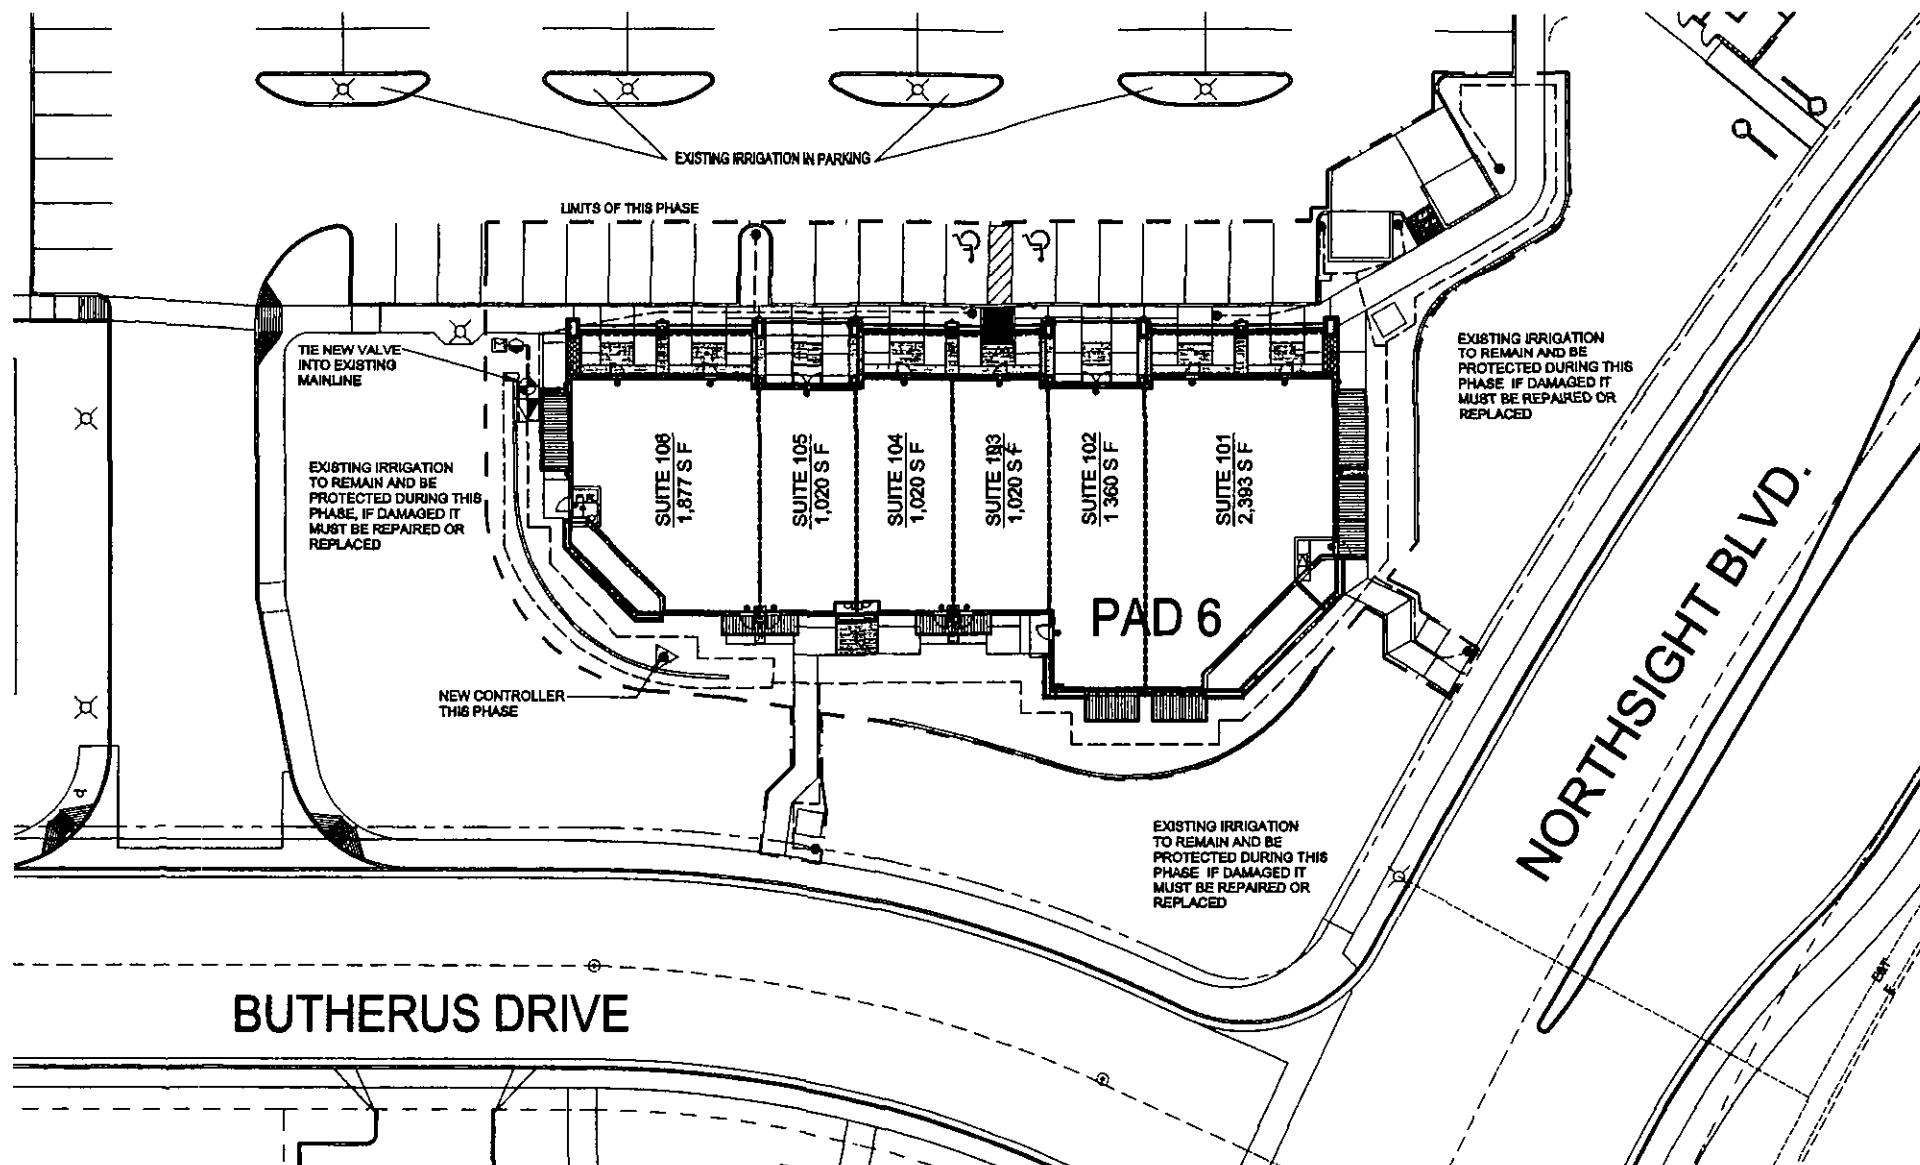 EXISTING IRRIGATION IN PARKING
LIMITS OF THIS PHASE
TIE NEW VALVE
INTO EXISTING
MAINLINE
EXISTING IRRIGATION
TO REMAIN AND BE
PROTECTED DURING THIS
PHASE IF DAMAGED IT
MUST BE REPAIRED OR
REPLACED
EXISTING IRRIGATION
TO REMAIN AND BE
PROTECTED DURING THIS
PHASE, IF DAMAGED IT
MUST BE REPAIRED OR
REPLACED
SUITE 106
1,877 S F
SUITE 105
1,020 S F
SUITE 104
1,020 S F
SUITE 103
1,020 S F
SUITE 102
1 360 S F
SUITE 101
2,393 S F
PAD 6
NEW CONTROLLER
THIS PHASE
NORTHSIGHT BLVD.
EXISTING IRRIGATION
TO REMAIN AND BE
PROTECTED DURING THIS
PHASE IF DAMAGED IT
MUST BE REPAIRED OR
REPLACED
BUTHERUS DRIVE